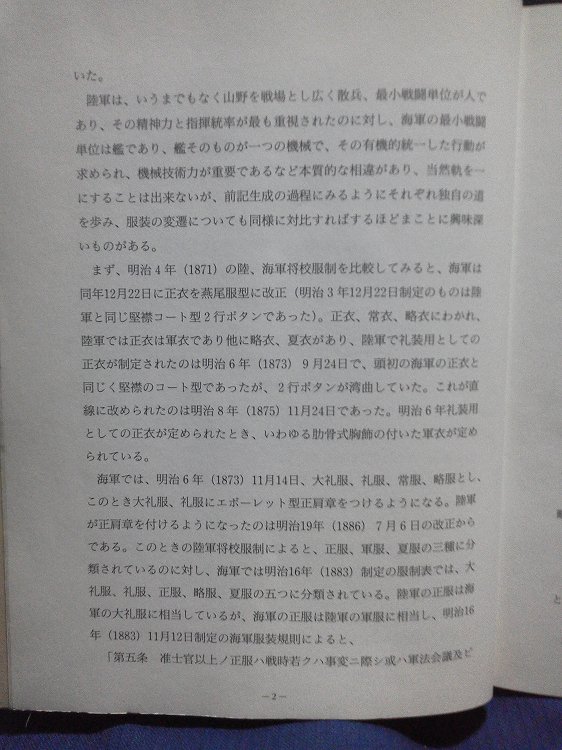 いた。
陸軍は、いうまでもなく山野を戦場とし広く散兵、最小戦闘単位が人で
あり、その精神力と指揮統率が最も重視されたのに対し、海軍の最小戦闘
単位は艦であり、艦そのものが一つの機械で、その有機的統一した行動が
求められ、機械技術力が重要であるなど本質的な相違があり、当然軌を一
にすることは出来ないが、前記生成の過程にみるようにそれぞれ独自の道
を歩み、服装の変遷についても同様に対比すればするほどまことに興味深
いものがある。
まず、明治4年（1871）の陸、海軍将校服制を比較してみると、海軍は
同年12月22日に正衣を燕尾服型に改正（明治3年12月22日制定のものは陸
軍と同じ堅襟コート型2行ボタンであった）。正衣、常衣、略衣にわかれ、
陸軍では正衣は軍衣であり他に略衣、夏衣があり、陸軍で礼装用としての
正衣が制定されたのは明治6年（1873）9月24日で、頭初の海軍の正衣と
同じく堅襟のコート型であったが、2行ボタンが湾曲していた。これが直
線に改められたのは明治8年（1875）11月24日であった。明治6年礼装用
としての正衣が定められたとき、いわゆる肋骨式胸飾の付いた軍衣が定め
られている。
海軍では、明治6年（1873）11月14日、大礼服、礼服、常服、略服とし、
このとき大礼服、礼服にエポーレット型正肩章をつけるようになる。陸軍
が正肩章を付けるようになったのは明治19年（1886）7月6日の改正から
である。このときの陸軍将校服制によると、正服、軍服、夏服の三種に分
類されているのに対し、海軍では明治16年（1883）制定の服制表では、大
礼服、礼服、正服、略服、夏服の五つに分類されている。陸軍の正服は海
軍の大礼服に相当しているが、海軍の正服は陸軍の軍服に相当し、明治16
年（1883）11月12日制定の海軍服装規則によると、
「第五条　准士官以上ノ正服ハ戦時若クハ事変ニ際シ或ハ軍法会議及ビ
－2－
と